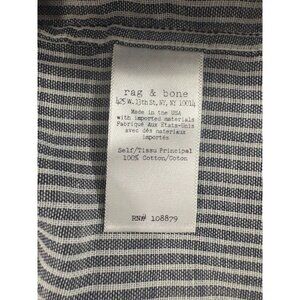 rag & bone
425 W. 13th St, NY, NY 10014
Made in the USA
with imported materials
Fabriqué Aux États-Unis
avec dés materiaux
importés
Self/Tissu Principal
100% Cotton/Coton
RN# 108879